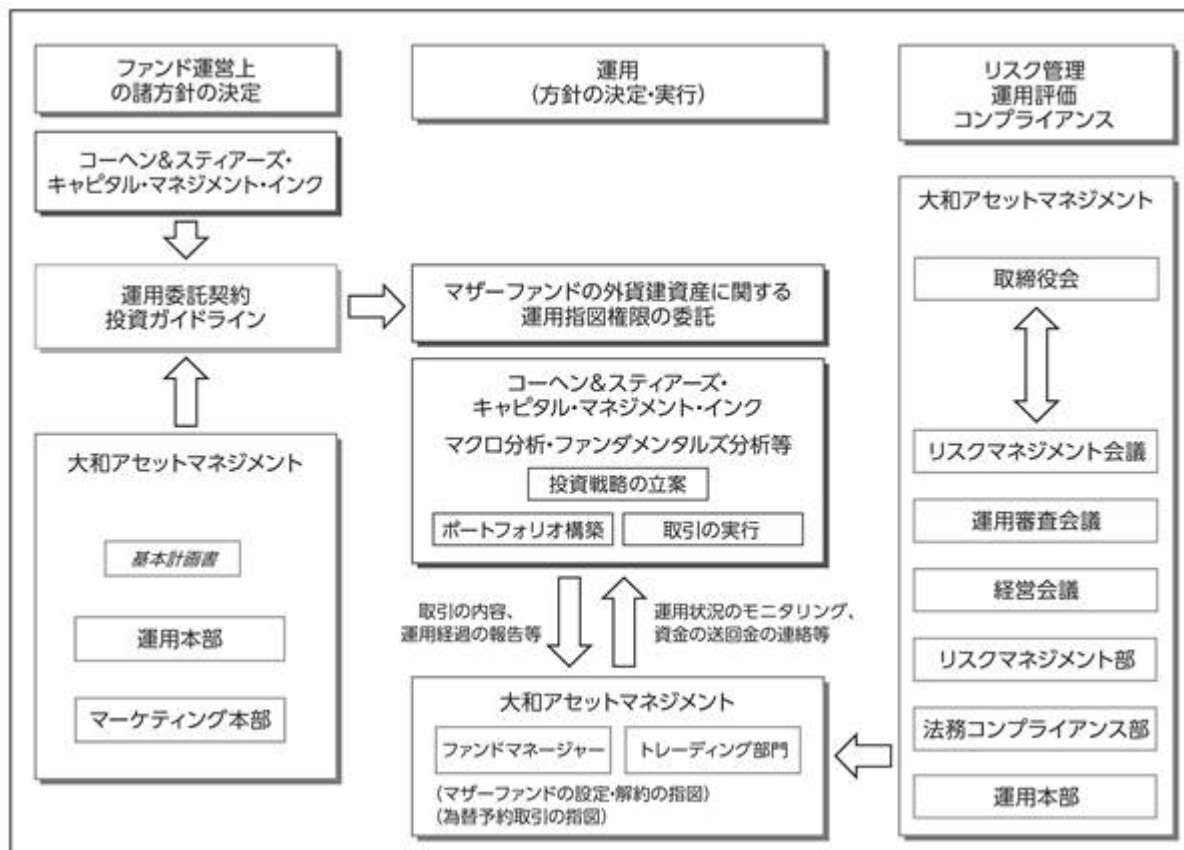 ファンド運営上
の諸方針の決定
コーヘン&スティアーズ・
キャピタル・マネジメント・インク
運用委託契約
投資ガイドライン
大和アセットマネジメント
基本計画書
運用本部
マーケティング本部
運用
(方針の決定・実行)
マザーファンドの外貨建資産に関する
運用指図権限の委託
コーヘン&スティアーズ・
キャピタル・マネジメント・インク
マクロ分析・ファンダメンタルズ分析等
投資戦略の立案
ポートフォリオ構築
取引の実行
取引の内容、
運用経過の報告等
運用状況のモニタリング、
資金の送回金の連絡等
大和アセットマネジメント
ファンドマネージャー
トレーディング部門
(マザーファンドの設定・解約の指図)
(為替予約取引の指図)
リスク管理
運用評価
コンプライアンス
大和アセットマネジメント
取締役会
リスクマネジメント会議
運用審査会議
経営会議
リスクマネジメント部
法務コンプライアンス部
運用本部